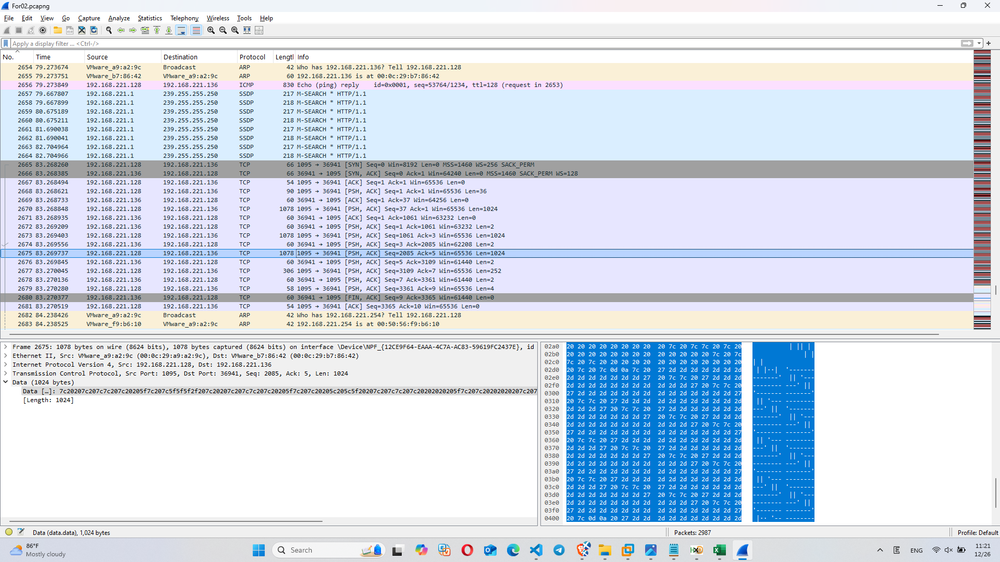 For02.pcapng
File Edit View Go Capture Analyze Statistics Telephony Wireless Tools Help
Apply a display filter ... <Ctrl-/>
No. Time Source Destination Protocol Lengtl Info
2654 79.273674 VMware_a9:a2:9c Broadcast ARP 42 Who has 192.168.221.136? Tell 192.168.221.128
2655 79.273751 VMware_b7:86:42 VMware_a9:a2:9c ARP 60 192.168.221.136 is at 00:0c:29:b7:86:42
2656 79.273849 192.168.221.128 192.168.221.136 ICMP 830 Echo (ping) reply id=0x0001, seq=53764/1234, ttl=128 (request in 2653)
2657 79.667807 192.168.221.1 239.255.255.250 SSDP 217 M-SEARCH * HTTP/1.1
2658 79.667899 192.168.221.1 239.255.255.250 SSDP 218 M-SEARCH * HTTP/1.1
2659 80.675189 192.168.221.1 239.255.255.250 SSDP 217 M-SEARCH * HTTP/1.1
2660 80.675211 192.168.221.1 239.255.255.250 SSDP 218 M-SEARCH * HTTP/1.1
2661 81.690038 192.168.221.1 239.255.255.250 SSDP 217 M-SEARCH * HTTP/1.1
2662 81.690041 192.168.221.1 239.255.255.250 SSDP 218 M-SEARCH * HTTP/1.1
2663 82.704964 192.168.221.1 239.255.255.250 SSDP 217 M-SEARCH * HTTP/1.1
2664 82.704966 192.168.221.1 239.255.255.250 SSDP 218 M-SEARCH * HTTP/1.1
2665 83.268260 192.168.221.128 192.168.221.136 TCP 66 1095 → 36941 [SYN] Seq=0 Win=8192 Len=0 MSS=1460 WS=256 SACK_PERM
2666 83.268385 192.168.221.136 192.168.221.128 TCP 66 36941 → 1095 [SYN, ACK] Seq=0 Ack=1 Win=64240 Len=0 MSS=1460 SACK_PERM WS=128
2667 83.268494 192.168.221.128 192.168.221.136 TCP 54 1095 → 36941 [ACK] Seq=1 Ack=1 Win=65536 Len=0
2668 83.268621 192.168.221.128 192.168.221.136 TCP 90 1095 → 36941 [PSH, ACK] Seq=1 Ack=1 Win=65536 Len=36
2669 83.268733 192.168.221.136 192.168.221.128 TCP 60 36941 → 1095 [ACK] Seq=1 Ack=37 Win=64256 Len=0
2670 83.268848 192.168.221.128 192.168.221.136 TCP 1078 1095 → 36941 [PSH, ACK] Seq=37 Ack=1 Win=65536 Len=1024
2671 83.268935 192.168.221.136 192.168.221.128 TCP 60 36941 → 1095 [ACK] Seq=1 Ack=1061 Win=63232 Len=0
2672 83.269209 192.168.221.136 192.168.221.128 TCP 60 36941 → 1095 [PSH, ACK] Seq=1 Ack=1061 Win=63232 Len=2
2673 83.269403 192.168.221.128 192.168.221.136 TCP 1078 1095 → 36941 [PSH, ACK] Seq=1061 Ack=3 Win=65536 Len=1024
2674 83.269556 192.168.221.136 192.168.221.128 TCP 60 36941 → 1095 [PSH, ACK] Seq=3 Ack=2085 Win=62208 Len=2
2675 83.269737 192.168.221.128 192.168.221.136 TCP 1078 1095 → 36941 [PSH, ACK] Seq=2085 Ack=5 Win=65536 Len=1024
2676 83.269845 192.168.221.136 192.168.221.128 TCP 60 36941 → 1095 [PSH, ACK] Seq=5 Ack=3109 Win=61440 Len=2
2677 83.270045 192.168.221.128 192.168.221.136 TCP 306 1095 → 36941 [PSH, ACK] Seq=3109 Ack=7 Win=65536 Len=252
2678 83.270136 192.168.221.136 192.168.221.128 TCP 60 36941 → 1095 [PSH, ACK] Seq=7 Ack=3361 Win=61440 Len=2
2679 83.270280 192.168.221.128 192.168.221.136 TCP 58 1095 → 36941 [PSH, ACK] Seq=3361 Ack=9 Win=65536 Len=4
2680 83.270377 192.168.221.136 192.168.221.128 TCP 60 36941 → 1095 [FIN, ACK] Seq=9 Ack=3365 Win=61440 Len=0
2681 83.270519 192.168.221.128 192.168.221.136 TCP 54 1095 → 36941 [ACK] Seq=3365 Ack=10 Win=65536 Len=0
2682 84.238426 VMware_a9:a2:9c Broadcast ARP 42 Who has 192.168.221.254? Tell 192.168.221.128
2683 84.238525 VMware_f9:b6:10 VMware_a9:a2:9c ARP 42 192.168.221.254 is at 00:50:56:f9:b6:10
Frame 2675: 1078 bytes on wire (8624 bits), 1078 bytes captured (8624 bits) on interface \Device\NPF_{12CE9F64-EAAA-4C7A-AC83-59619FC2437E}, id
Ethernet II, Src: VMware_a9:a2:9c (00:0c:29:a9:a2:9c), Dst: VMware_b7:86:42 (00:0c:29:b7:86:42)
Internet Protocol Version 4, Src: 192.168.221.128, Dst: 192.168.221.136
Transmission Control Protocol, Src Port: 1095, Dst Port: 36941, Seq: 2085, Ack: 5, Len: 1024
Data (1024 bytes)
Data […]: 7c20207c207c7c207c20205f7c207c5f5f5f2f207c20207c207c7c207c20205f7c207c20205c205c5f20207c207c7c207c20202020205f7c207c20202020207c207
[Length: 1024]
02a0 20 20 20 20 20 20 20 20 20 7c 20 7c 7c 20 7c 20 | || |
02b0 20 20 20 20 20 20 20 20 20 20 20 20 20 7c 20 7c | |
02c0 7c 20 7c 20 20 20 20 20 20 20 20 20 20 20 20 20 | |
02d0 20 7c 20 7c 0d 0a 7c 20 27 2d 2d 2d 2d 2d 2d 2d | |··| '-------
02e0 2d 2d 2d 2d 2d 2d 2d 27 20 7c 7c 20 27 2d 2d 2d -------' || '---
02f0 2d 2d 2d 2d 2d 2d 2d 2d 2d 2d 2d 27 20 7c 7c 20 -------- ---' ||
0300 27 2d 2d 2d 2d 2d 2d 2d 2d 2d 2d 2d 2d 2d 2d 27 '------- -------'
0310 20 7c 7c 20 27 2d 2d 2d 2d 2d 2d 2d 2d 2d 2d 2d || '--- --------
0320 2d 2d 2d 27 20 7c 7c 20 27 2d 2d 2d 2d 2d 2d 2d ---' || '-------
0330 2d 2d 2d 2d 2d 2d 2d 27 20 7c 7c 20 27 2d 2d 2d -------' || '---
0340 2d 2d 2d 2d 2d 2d 2d 2d 2d 2d 2d 27 20 7c 7c 20 -------- ---' ||
0350 27 2d 2d 2d 2d 2d 2d 2d 2d 2d 2d 2d 2d 2d 2d 27 '------- -------'
0360 20 7c 7c 20 27 2d 2d 2d 2d 2d 2d 2d 2d 2d 2d 2d || '--- --------
0370 2d 2d 2d 27 20 7c 7c 20 27 2d 2d 2d 2d 2d 2d 2d ---' || '-------
0380 2d 2d 2d 2d 2d 2d 2d 27 20 7c 7c 20 27 2d 2d 2d -------' || '---
0390 2d 2d 2d 2d 2d 2d 2d 2d 2d 2d 2d 27 20 7c 7c 20 -------- ---' ||
03a0 27 2d 2d 2d 2d 2d 2d 2d 2d 2d 2d 2d 2d 2d 2d 27 '------- -------'
03b0 20 7c 7c 20 27 2d 2d 2d 2d 2d 2d 2d 2d 2d 2d 2d || '--- --------
03c0 2d 2d 2d 27 20 7c 7c 20 27 2d 2d 2d 2d 2d 2d 2d ---' || '-------
03d0 2d 2d 2d 2d 2d 2d 2d 27 20 7c 7c 20 27 2d 2d 2d -------' || '---
03e0 2d 2d 2d 2d 2d 2d 2d 2d 2d 2d 2d 27 20 7c 7c 20 -------- ---' ||
03f0 27 2d 2d 2d 2d 2d 2d 2d 2d 2d 2d 2d 2d 2d 2d 27 '------- -------'
0400 20 7c 0d 0a 20 27 2d 2d 2d 2d 2d 2d 2d 2d 2d 2d |·· '-- --------
Data (data.data), 1,024 bytes
Packets: 2987
Profile: Default
86°F
Mostly cloudy
Search
ENG
11:21
12/26